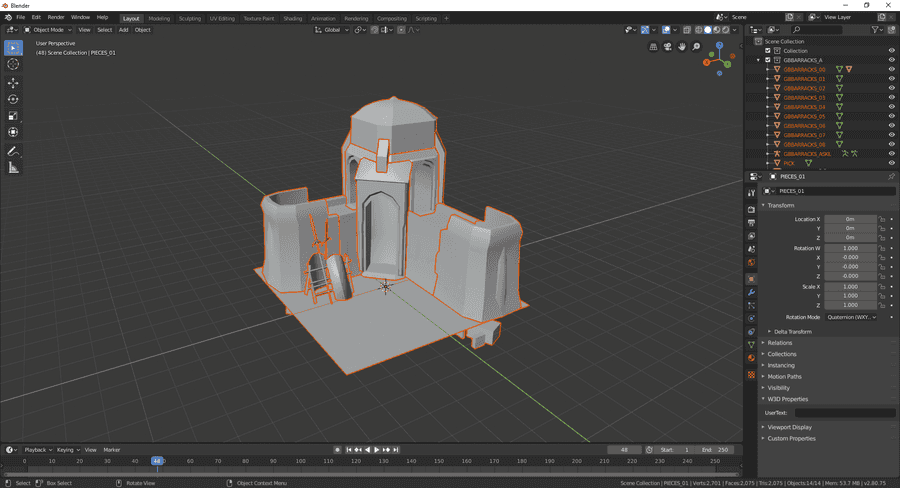 Blender
File Edit Render Window Help Layout Modeling Sculpting UV Editing Texture Paint Shading Animation Rendering Compositing Scripting + Scene View Layer
Object Mode View Select Add Object Global
User Perspective
(48) Scene Collection | PIECES_01
Z
X
Y
Scene Collection
Collection
GBBARRACKS_A
GBBARRACKS_00
GBBARRACKS_01
GBBARRACKS_02
GBBARRACKS_03
GBBARRACKS_04
GBBARRACKS_05
GBBARRACKS_06
GBBARRACKS_07
GBBARRACKS_08
GBBARRACKS_ASKL
PICK
PIECES_01
PIECES_01
Transform
Location X 0m
Y 0m
Z 0m
Rotation W 1.000
X -0.000
Y -0.000
Z -0.000
Scale X 1.000
Y 1.000
Z 1.000
Rotation Mode Quaternion (WXY...
Delta Transform
Relations
Collections
Instancing
Motion Paths
Visibility
W3D Properties
UserText:
Viewport Display
Custom Properties
Playback Keying View Marker 48 Start 1 End 250
0 10 20 30 40 48 50 60 70 80 90 100 110 120 130 140 150 160 170 180 190 200 210 220 230 240 250
Select Box Select Rotate View Object Context Menu Scene Collection | PIECES_01 | Verts:2,701 | Faces:2,075 | Tris:2,075 | Objects:14/14 | Mem: 53.7 MB | v2.80.75